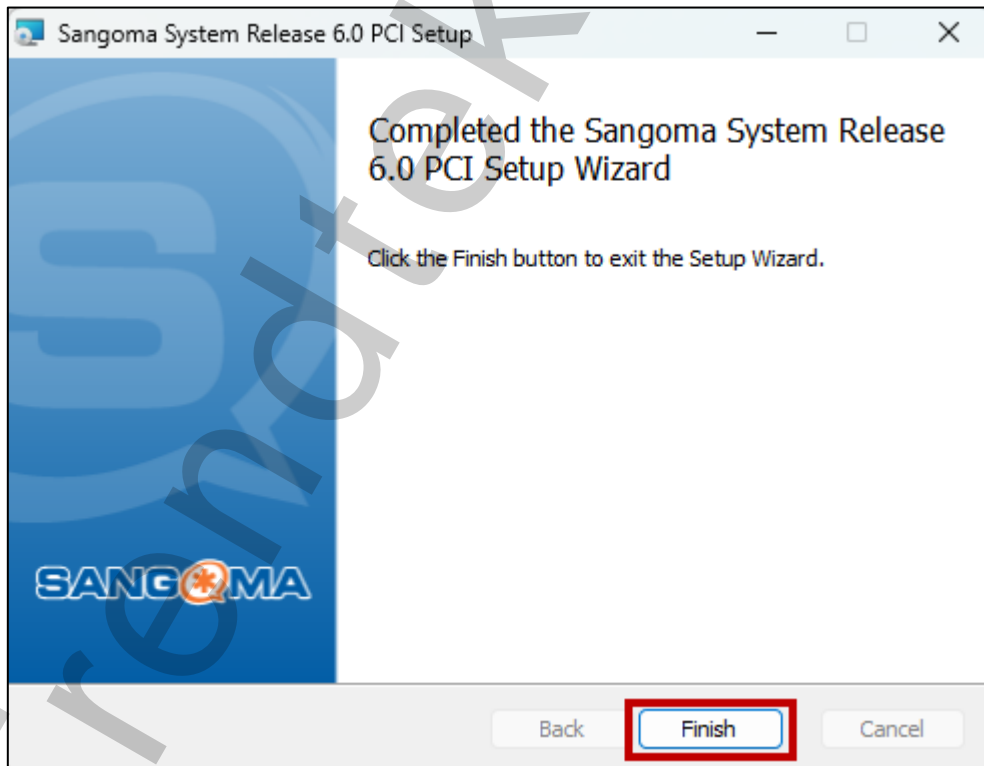 Sangoma System Release 6.0 PCI Setup
Completed the Sangoma System Release
6.0 PCI Setup Wizard
Click the Finish button to exit the Setup Wizard.
SANGOMA
Back Finish Cancel
rendtek